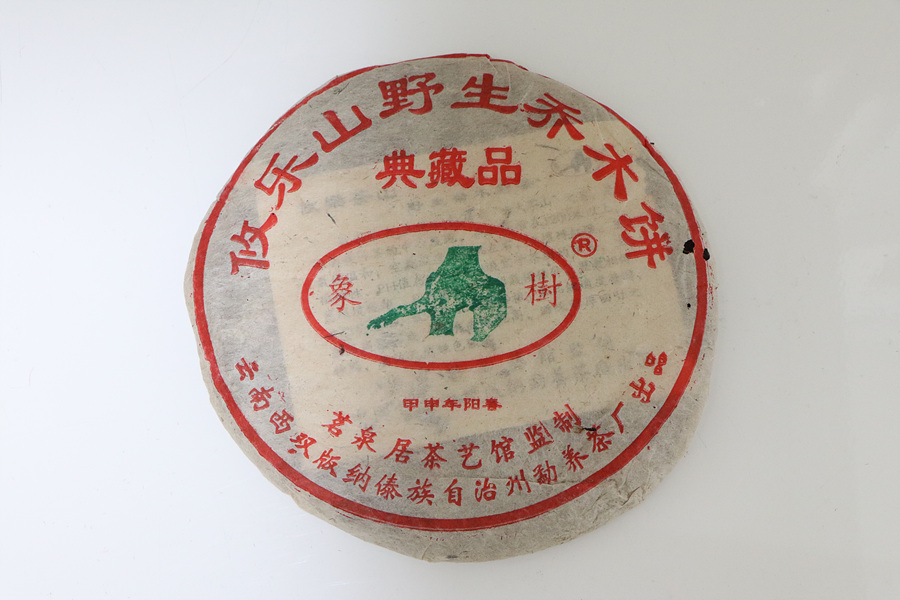 攸乐山野生乔木饼
典藏品
®
象樹
甲申年阳春
茗泉居茶艺馆监制
云南西双版纳傣族自治州勐养茶厂出品